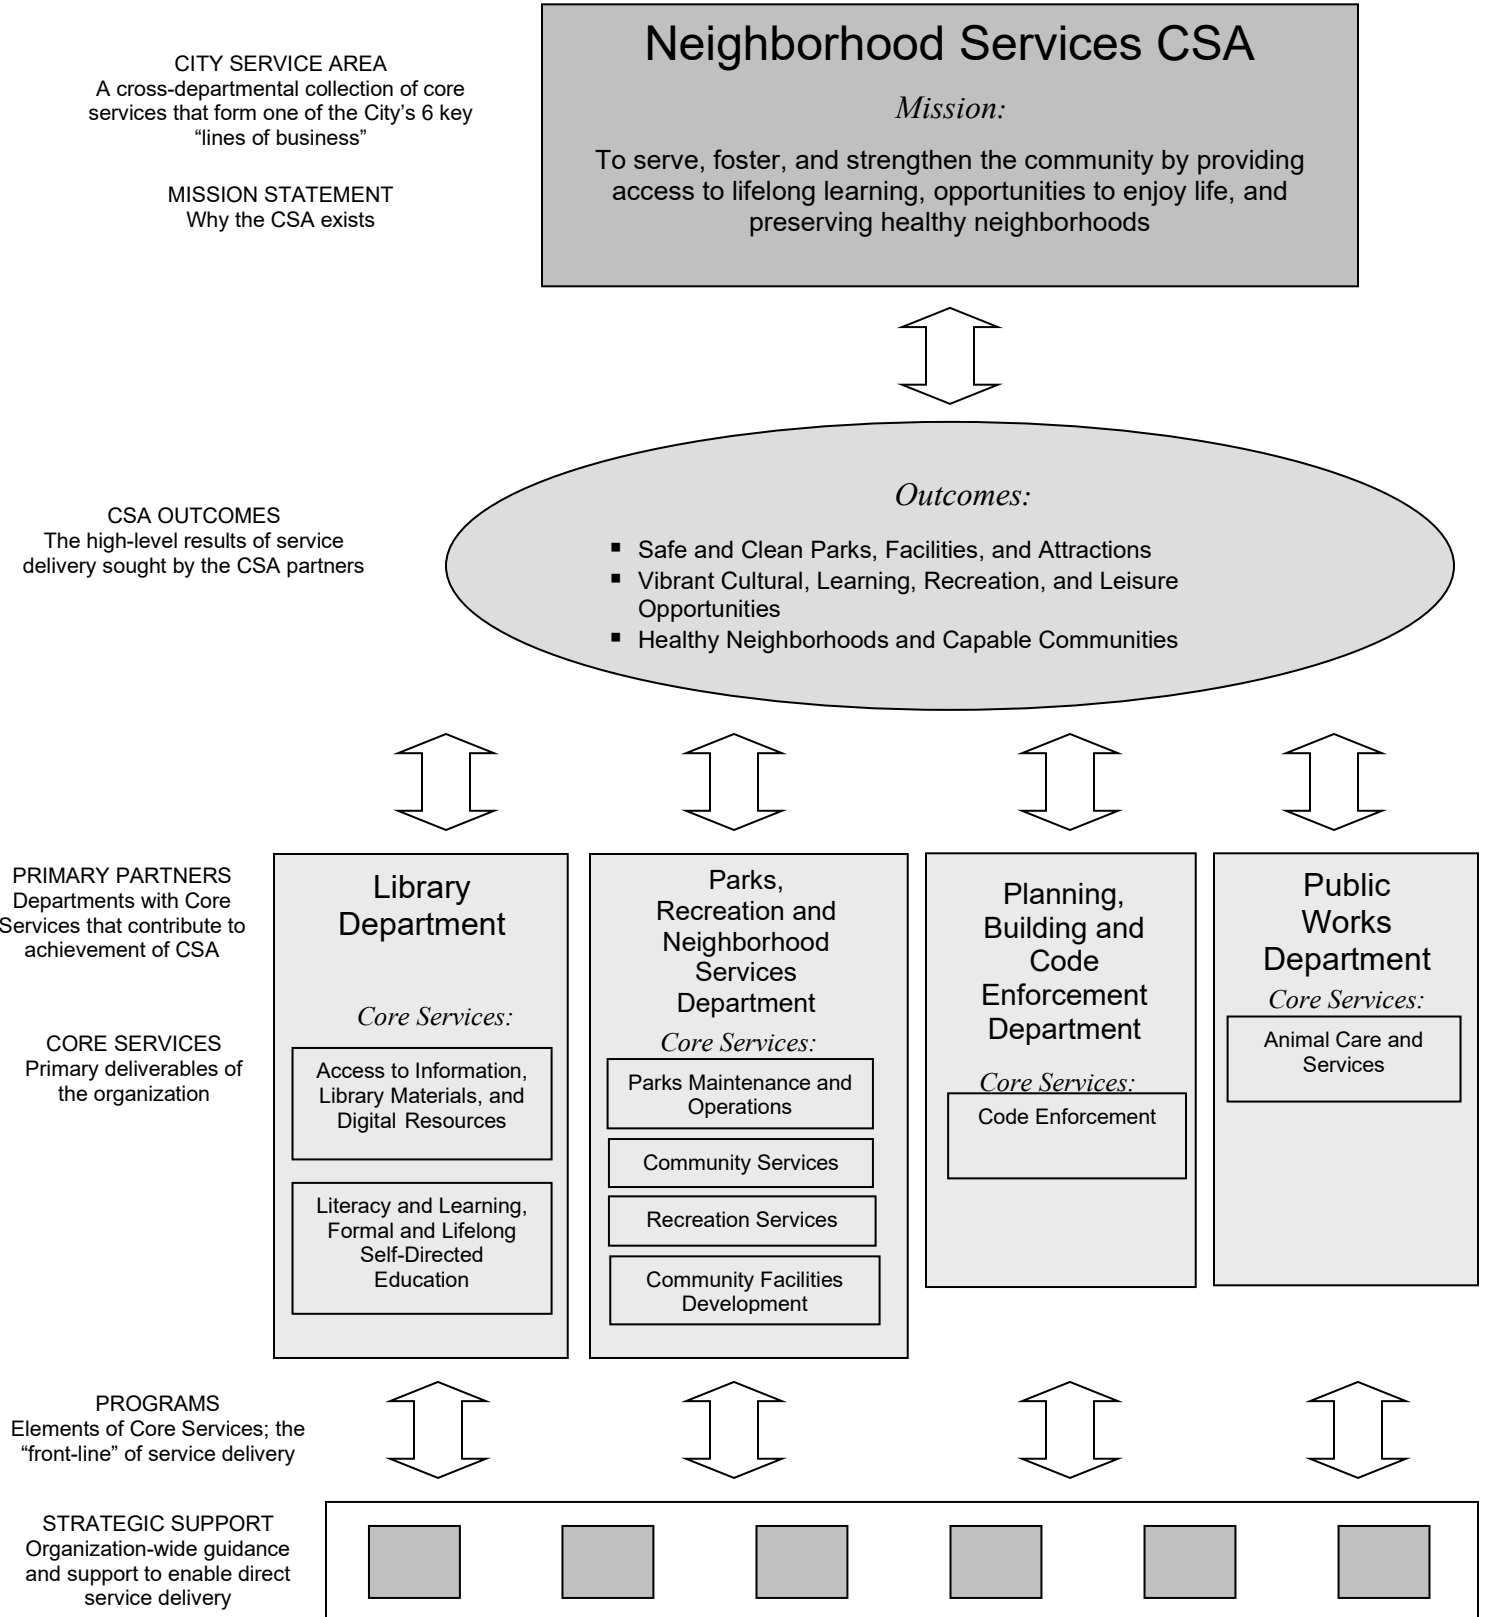 CITY SERVICE AREA
A cross-departmental collection of core
services that form one of the City’s 6 key
“lines of business”
MISSION STATEMENT
Why the CSA exists
Neighborhood Services CSA
Mission:
To serve, foster, and strengthen the community by providing
access to lifelong learning, opportunities to enjoy life, and
preserving healthy neighborhoods
CSA OUTCOMES
The high-level results of service
delivery sought by the CSA partners
Outcomes:
▪ Safe and Clean Parks, Facilities, and Attractions
▪ Vibrant Cultural, Learning, Recreation, and Leisure
Opportunities
▪ Healthy Neighborhoods and Capable Communities
PRIMARY PARTNERS
Departments with Core
Services that contribute to
achievement of CSA
CORE SERVICES
Primary deliverables of
the organization
Library
Department
Core Services:
Access to Information,
Library Materials, and
Digital Resources
Literacy and Learning,
Formal and Lifelong
Self-Directed
Education
Parks,
Recreation and
Neighborhood
Services
Department
Core Services:
Parks Maintenance and
Operations
Community Services
Recreation Services
Community Facilities
Development
Planning,
Building and
Code
Enforcement
Department
Core Services:
Code Enforcement
Public
Works
Department
Core Services:
Animal Care and
Services
PROGRAMS
Elements of Core Services; the
“front-line” of service delivery
STRATEGIC SUPPORT
Organization-wide guidance
and support to enable direct
service delivery